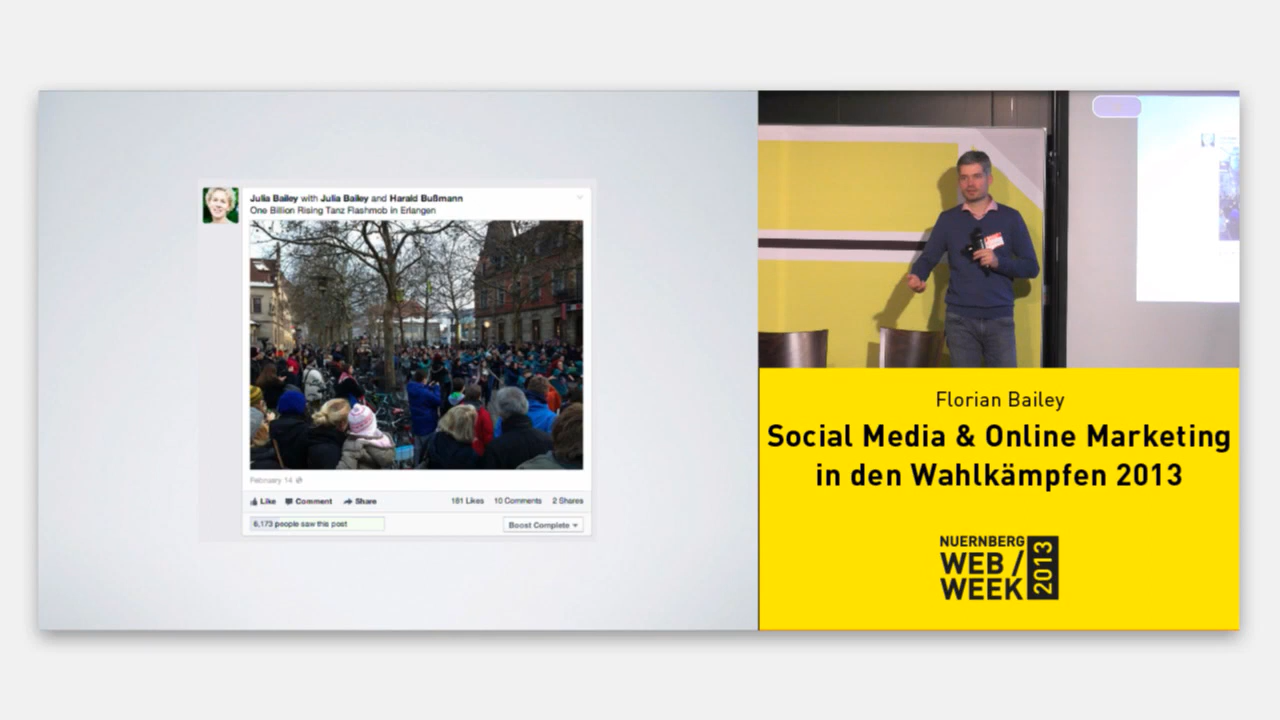 Julia Bailey with Julia Bailey and Harald Bußmann
One Billion Rising Tanz Flashmob in Erlangen
February 14
Like Comment Share 181 Likes 10 Comments 2 Shares
6,173 people saw this post
Boost Complete
Florian Bailey
Social Media & Online Marketing
in den Wahlkämpfen 2013
NUERNBERG
WEB /
WEEK
2013